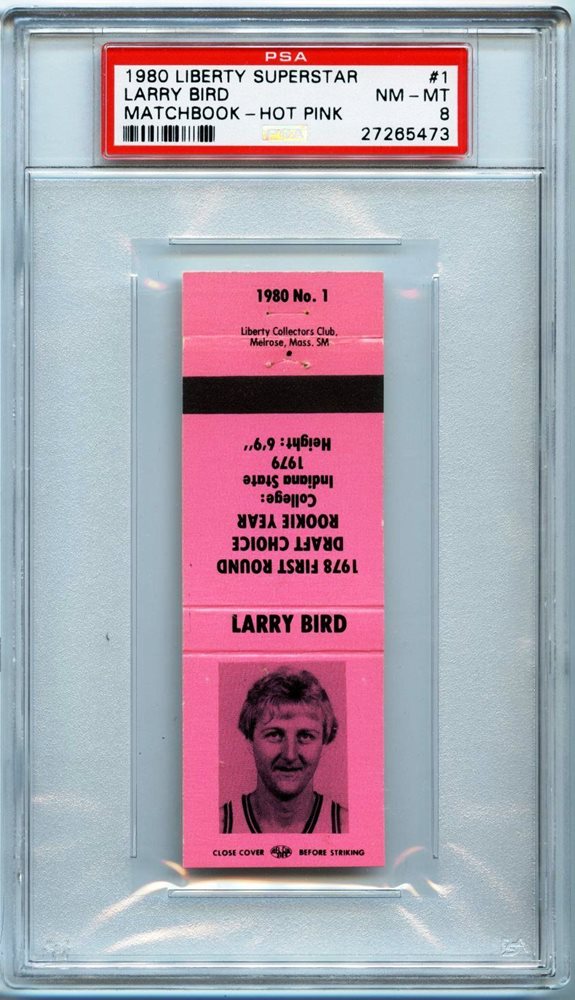 PSA
1980 LIBERTY SUPERSTAR #1
LARRY BIRD NM - MT
MATCHBOOK - HOT PINK 8
27265473
1980 No. 1
Liberty Collectors Club,
Melrose, Mass. SM
1978 FIRST ROUND
DRAFT CHOICE
ROOKIE YEAR
College:
Indiana State
1979
Height: 6'9''
LARRY BIRD
CLOSE COVER BEFORE STRIKING
PSA